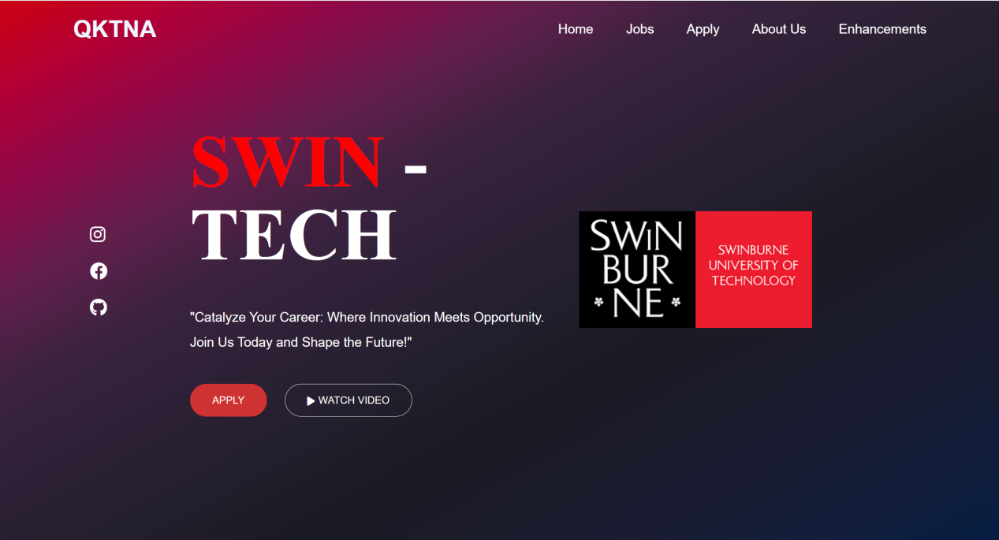 QKTNA
Home
Jobs
Apply
About Us
Enhancements
SWIN -
TECH
"Catalyze Your Career: Where Innovation Meets Opportunity.
Join Us Today and Shape the Future!"
APPLY
WATCH VIDEO
SWIN
BUR
NE
SWINBURNE
UNIVERSITY OF
TECHNOLOGY